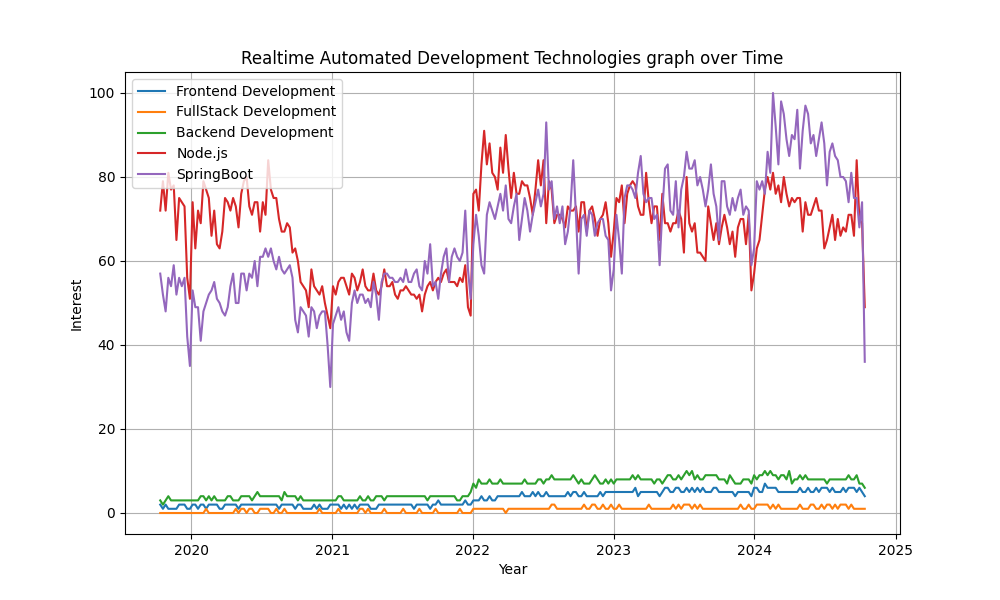 Realtime Automated Development Technologies graph over Time
100
80
60
40
20
0
Interest
Frontend Development
FullStack Development
Backend Development
Node.js
SpringBoot
2020
2021
2022
2023
2024
2025
Year